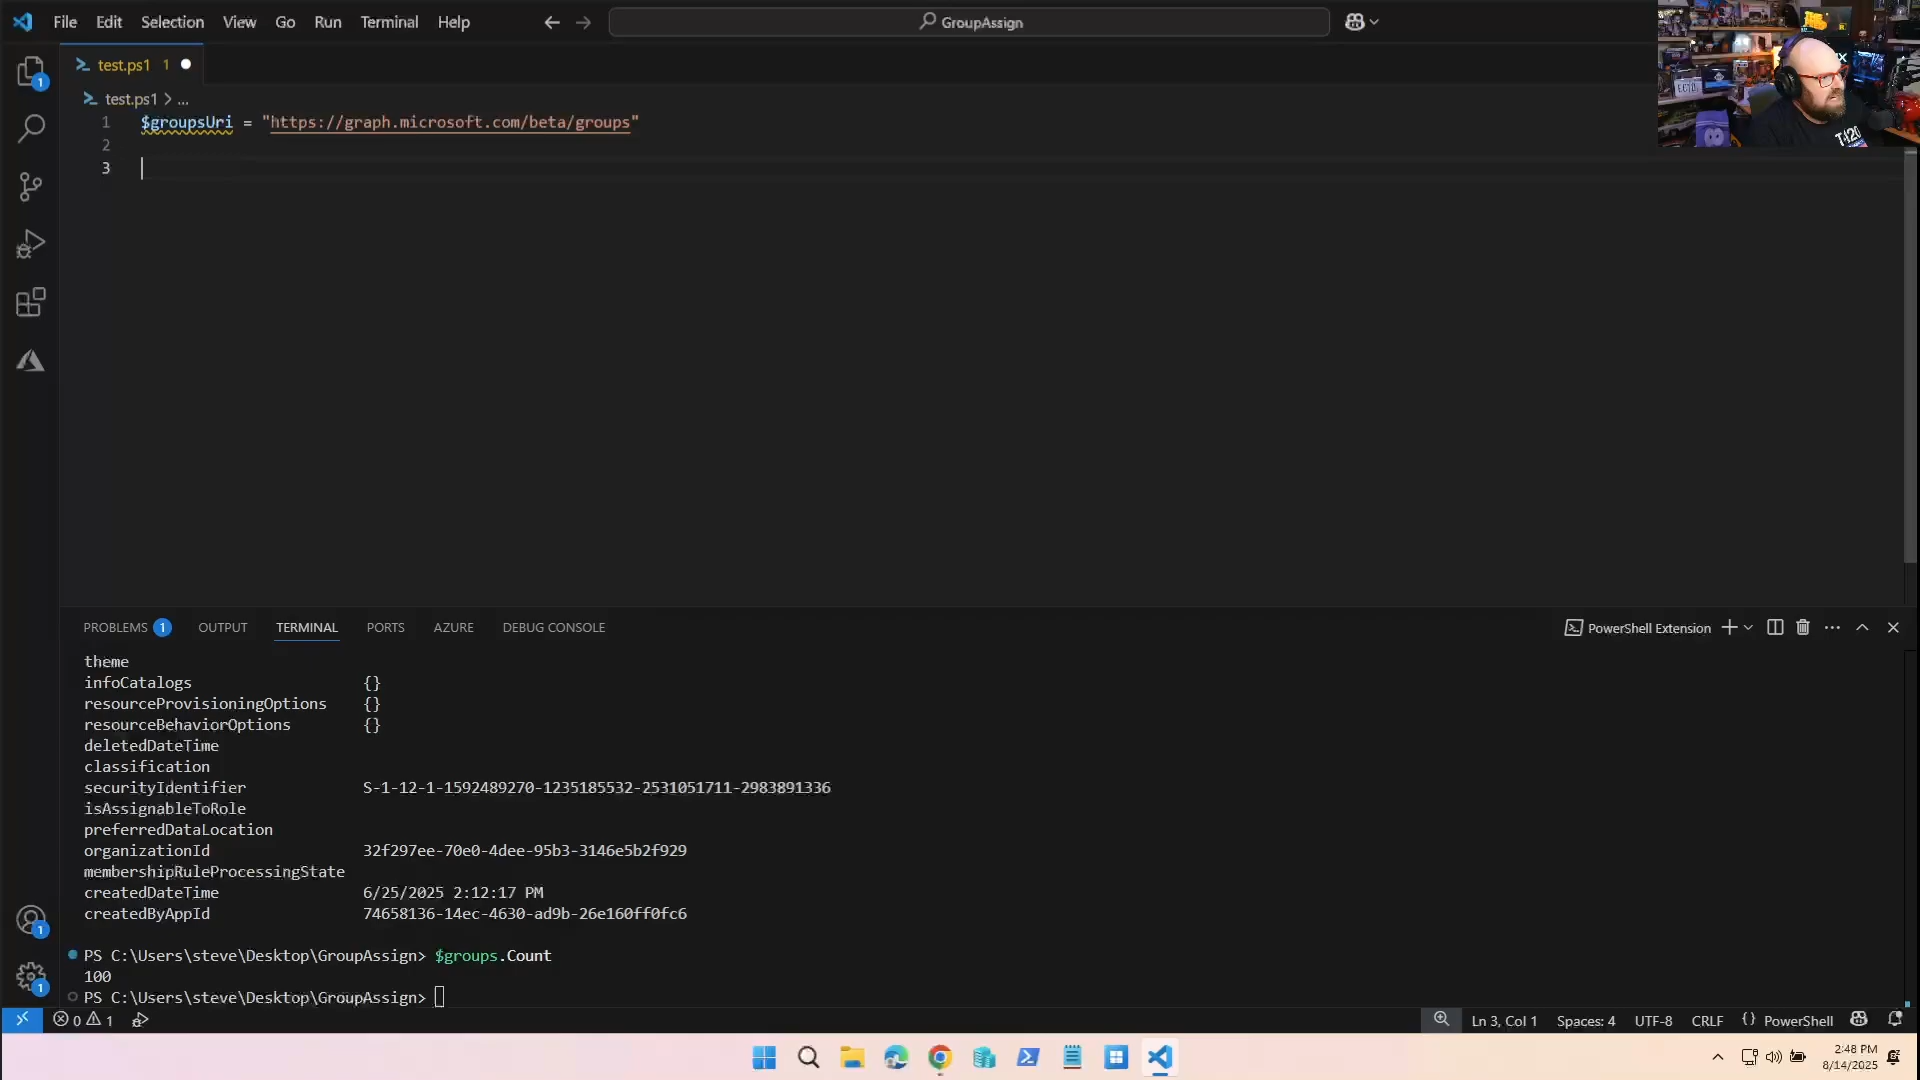 File Edit Selection View Go Run Terminal Help
GroupAssign
test.ps1 1
test.ps1 > ...
1 $groupsUri = "https://graph.microsoft.com/beta/groups"
2
3
T-120
PROBLEMS 1 OUTPUT TERMINAL PORTS AZURE DEBUG CONSOLE
PowerShell Extension
theme
infoCatalogs {}
resourceProvisioningOptions {}
resourceBehaviorOptions {}
deletedDateTime
classification
securityIdentifier S-1-12-1-1592489270-1235185532-2531051711-2983891336
isAssignableToRole
preferredDataLocation
organizationId 32f297ee-70e0-4dee-95b3-3146e5b2f929
membershipRuleProcessingState
createdDateTime 6/25/2025 2:12:17 PM
createdByAppId 74658136-14ec-4630-ad9b-26e160ff0fc6
PS C:\Users\steve\Desktop\GroupAssign> $groups.Count
100
PS C:\Users\steve\Desktop\GroupAssign>
1
1
1
0 1
Ln 3, Col 1 Spaces: 4 UTF-8 CRLF {} PowerShell
2:48 PM
8/14/2025